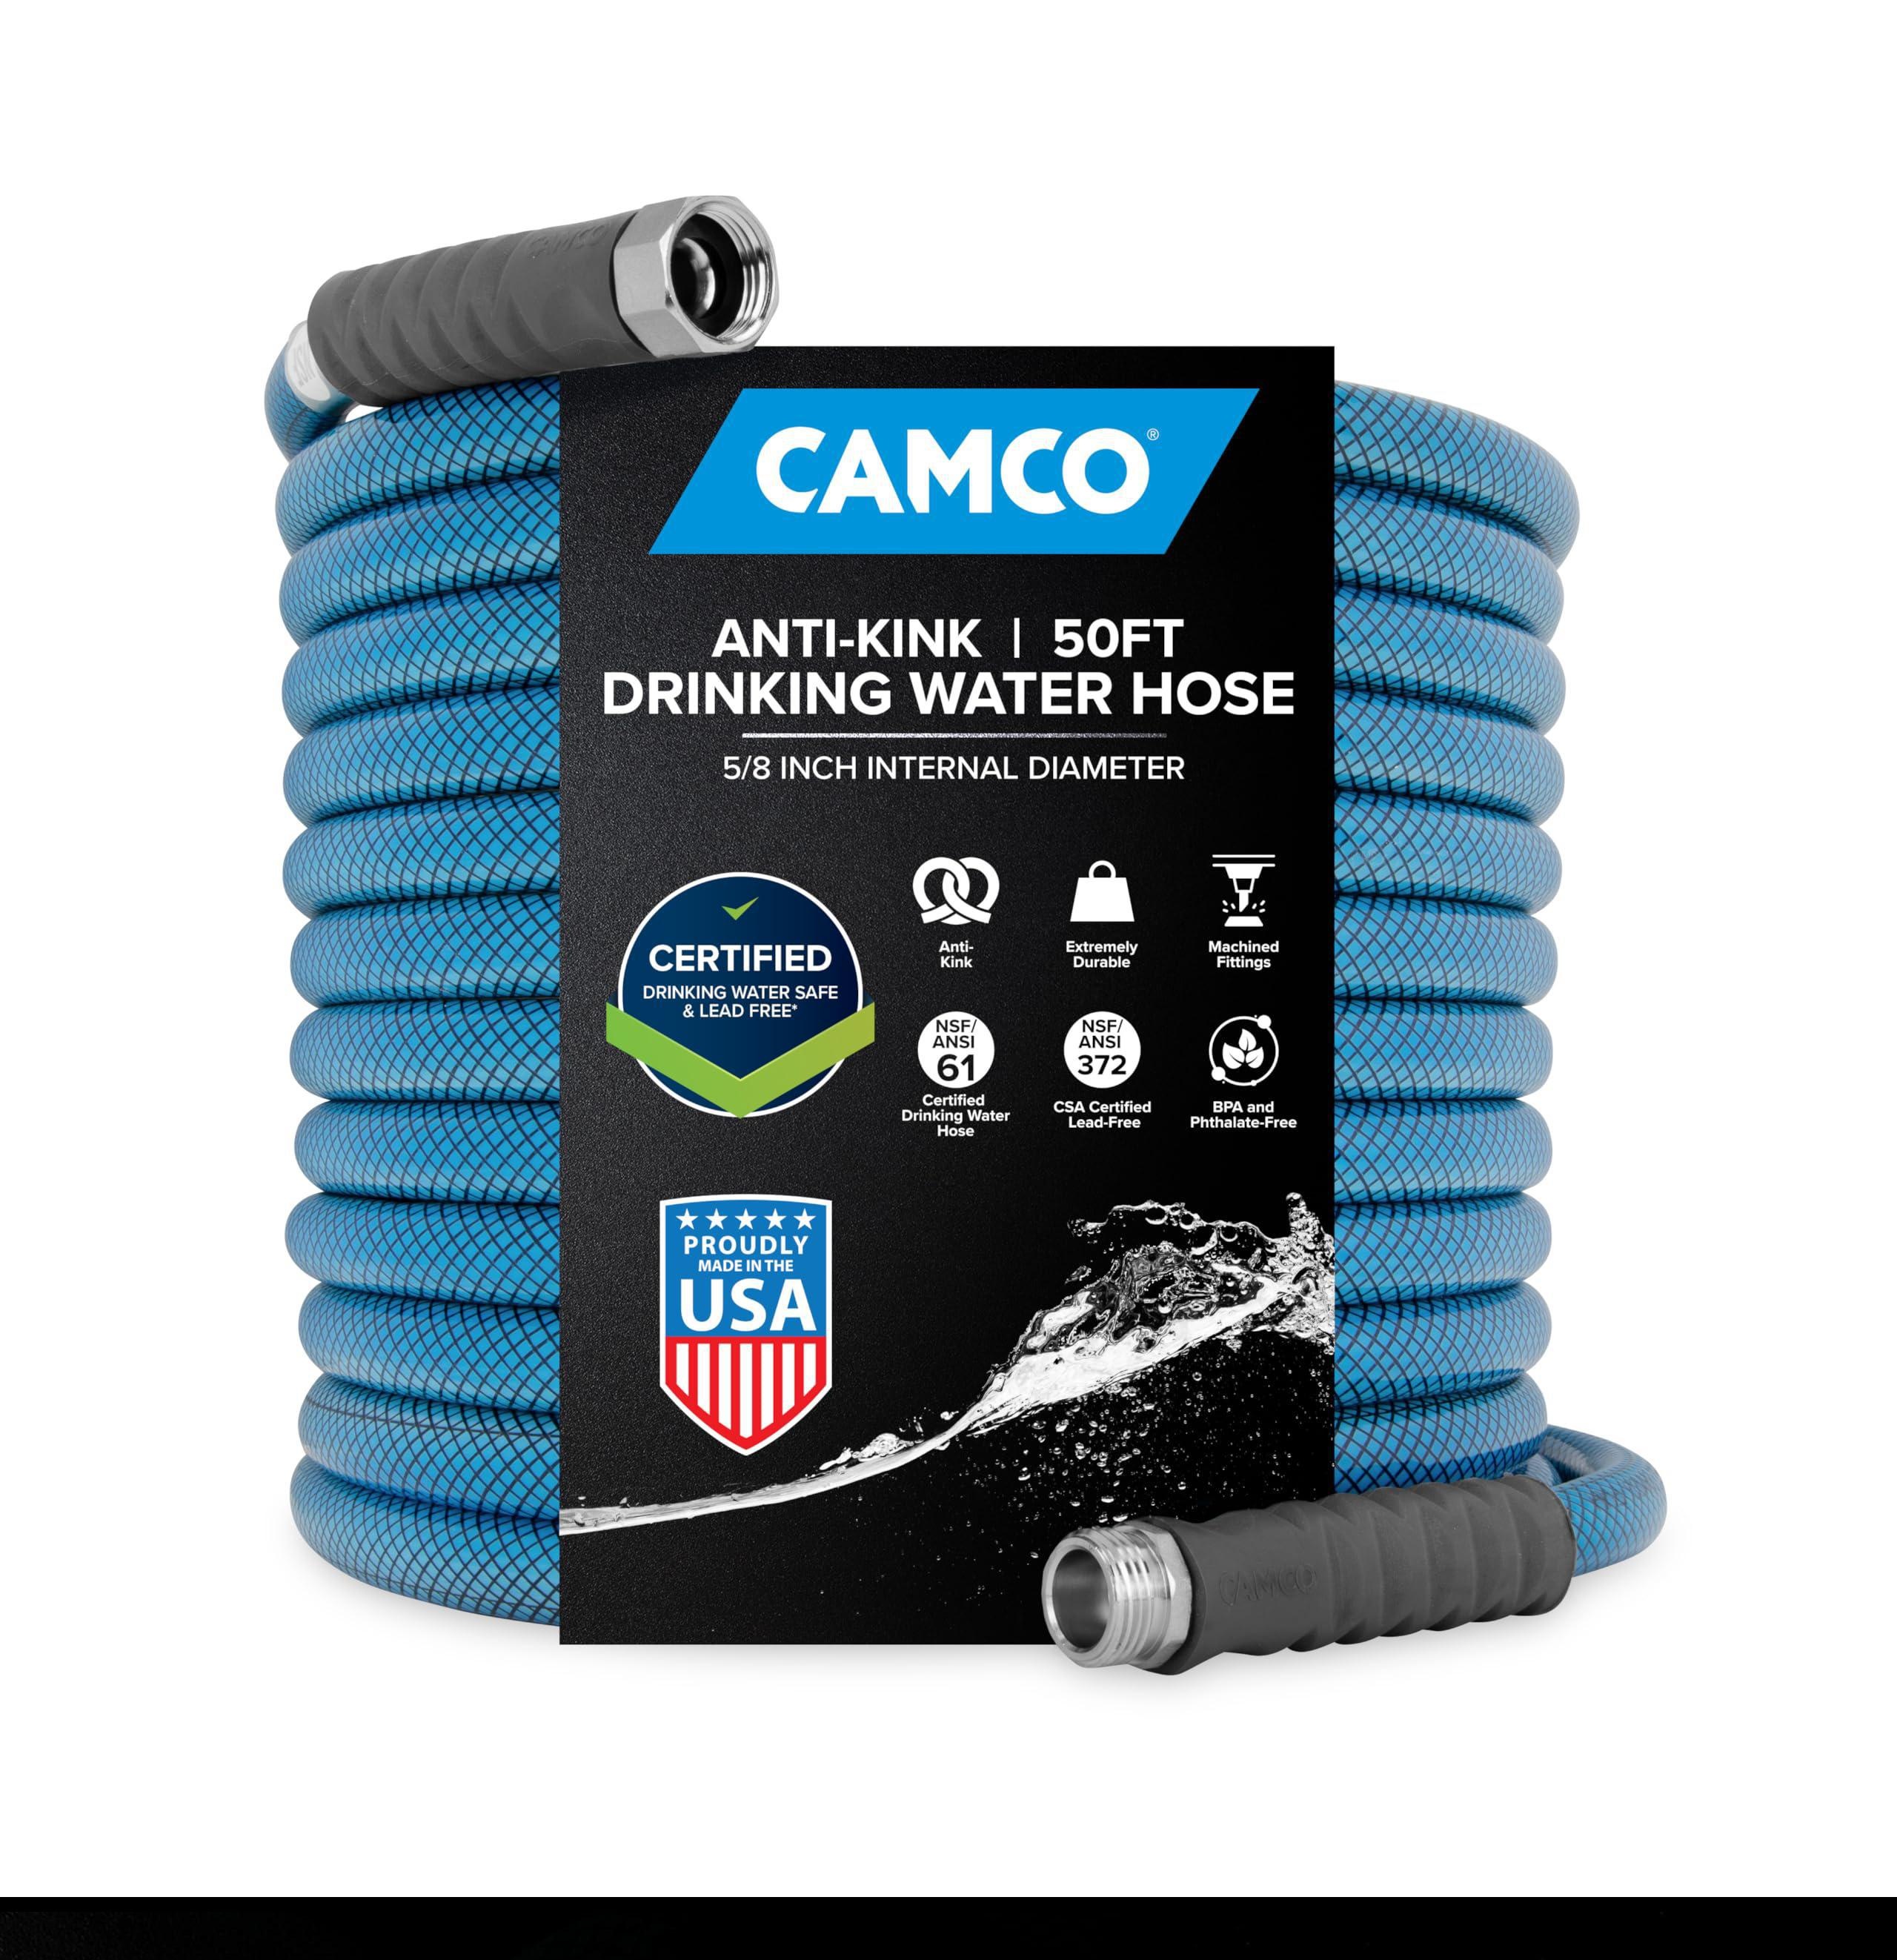 CAMCO
CAMCO®
ANTI-KINK | 50FT
DRINKING WATER HOSE
5/8 INCH INTERNAL DIAMETER
CERTIFIED
DRINKING WATER SAFE
& LEAD FREE*
Anti-
Kink
Extremely
Durable
Machined
Fittings
NSF/
ANSI
61
Certified
Drinking Water
Hose
NSF/
ANSI
372
CSA Certified
Lead-Free
BPA and
Phthalate-Free
PROUDLY
MADE IN THE
USA
CAMCO